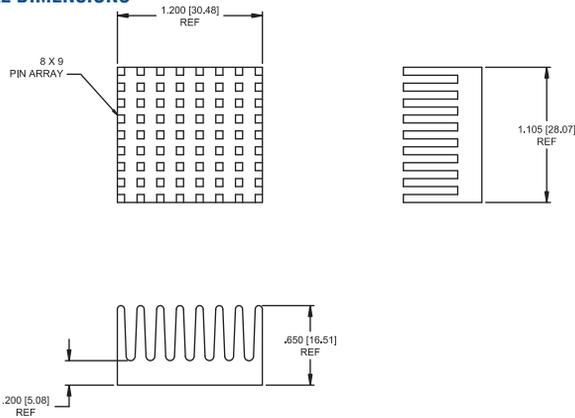 DIMENSIONS
1.200 [30.48]
REF
8 X 9
PIN ARRAY
1.105 [28.07]
REF
.650 [16.51]
REF
.200 [5.08]
REF